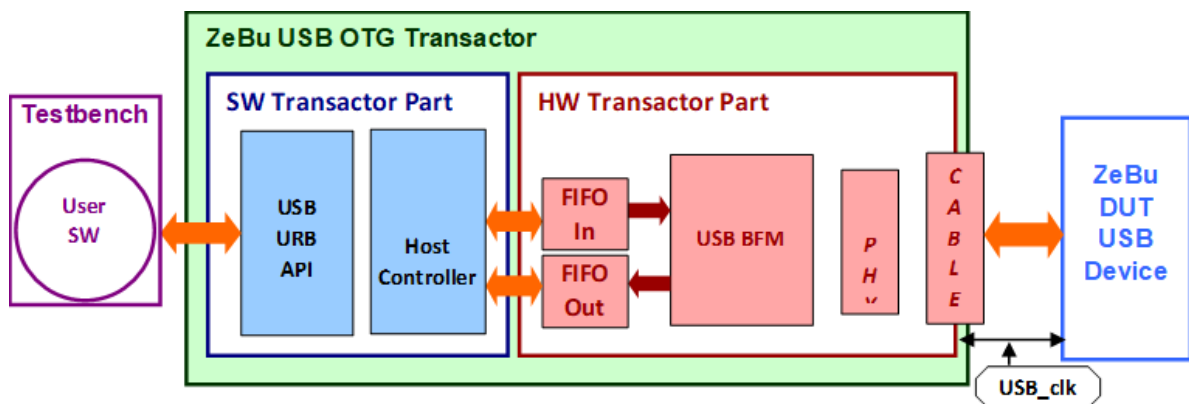 ZeBu USB OTG Transactor
Testbench
User
SW
SW Transactor Part
USB
URB
API
Host
Controller
HW Transactor Part
FIFO
In
FIFO
Out
USB BFM
P
H
C
A
B
L
E
ZeBu
DUT
USB
Device
USB_clk